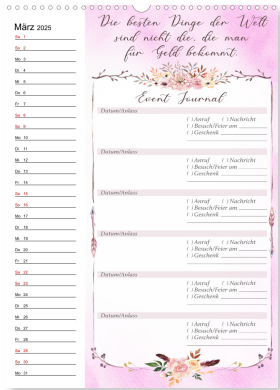 März 2025
Die besten Dinge der Welt
sind nicht die, die man
für Geld bekommt.
Event Journal
Sa 1
So 2
Mo 3
Di 4
Mi 5
Do 6
Fr 7
Sa 8
So 9
Mo 10
Di 11
Mi 12
Do 13
Fr 14
Sa 15
So 16
Mo 17
Di 18
Mi 19
Do 20
Fr 21
Sa 22
So 23
Mo 24
Di 25
Mi 26
Do 27
Fr 28
Sa 29
So 30
Mo 31
Datum/Anlass
( ) Anruf ( ) Nachricht
( ) Besuch/Feier am
( ) Geschenk
Datum/Anlass
( ) Anruf ( ) Nachricht
( ) Besuch/Feier am
( ) Geschenk
Datum/Anlass
( ) Anruf ( ) Nachricht
( ) Besuch/Feier am
( ) Geschenk
Datum/Anlass
( ) Anruf ( ) Nachricht
( ) Besuch/Feier am
( ) Geschenk
Datum/Anlass
( ) Anruf ( ) Nachricht
( ) Besuch/Feier am
( ) Geschenk
Datum/Anlass
( ) Anruf ( ) Nachricht
( ) Besuch/Feier am
( ) Geschenk